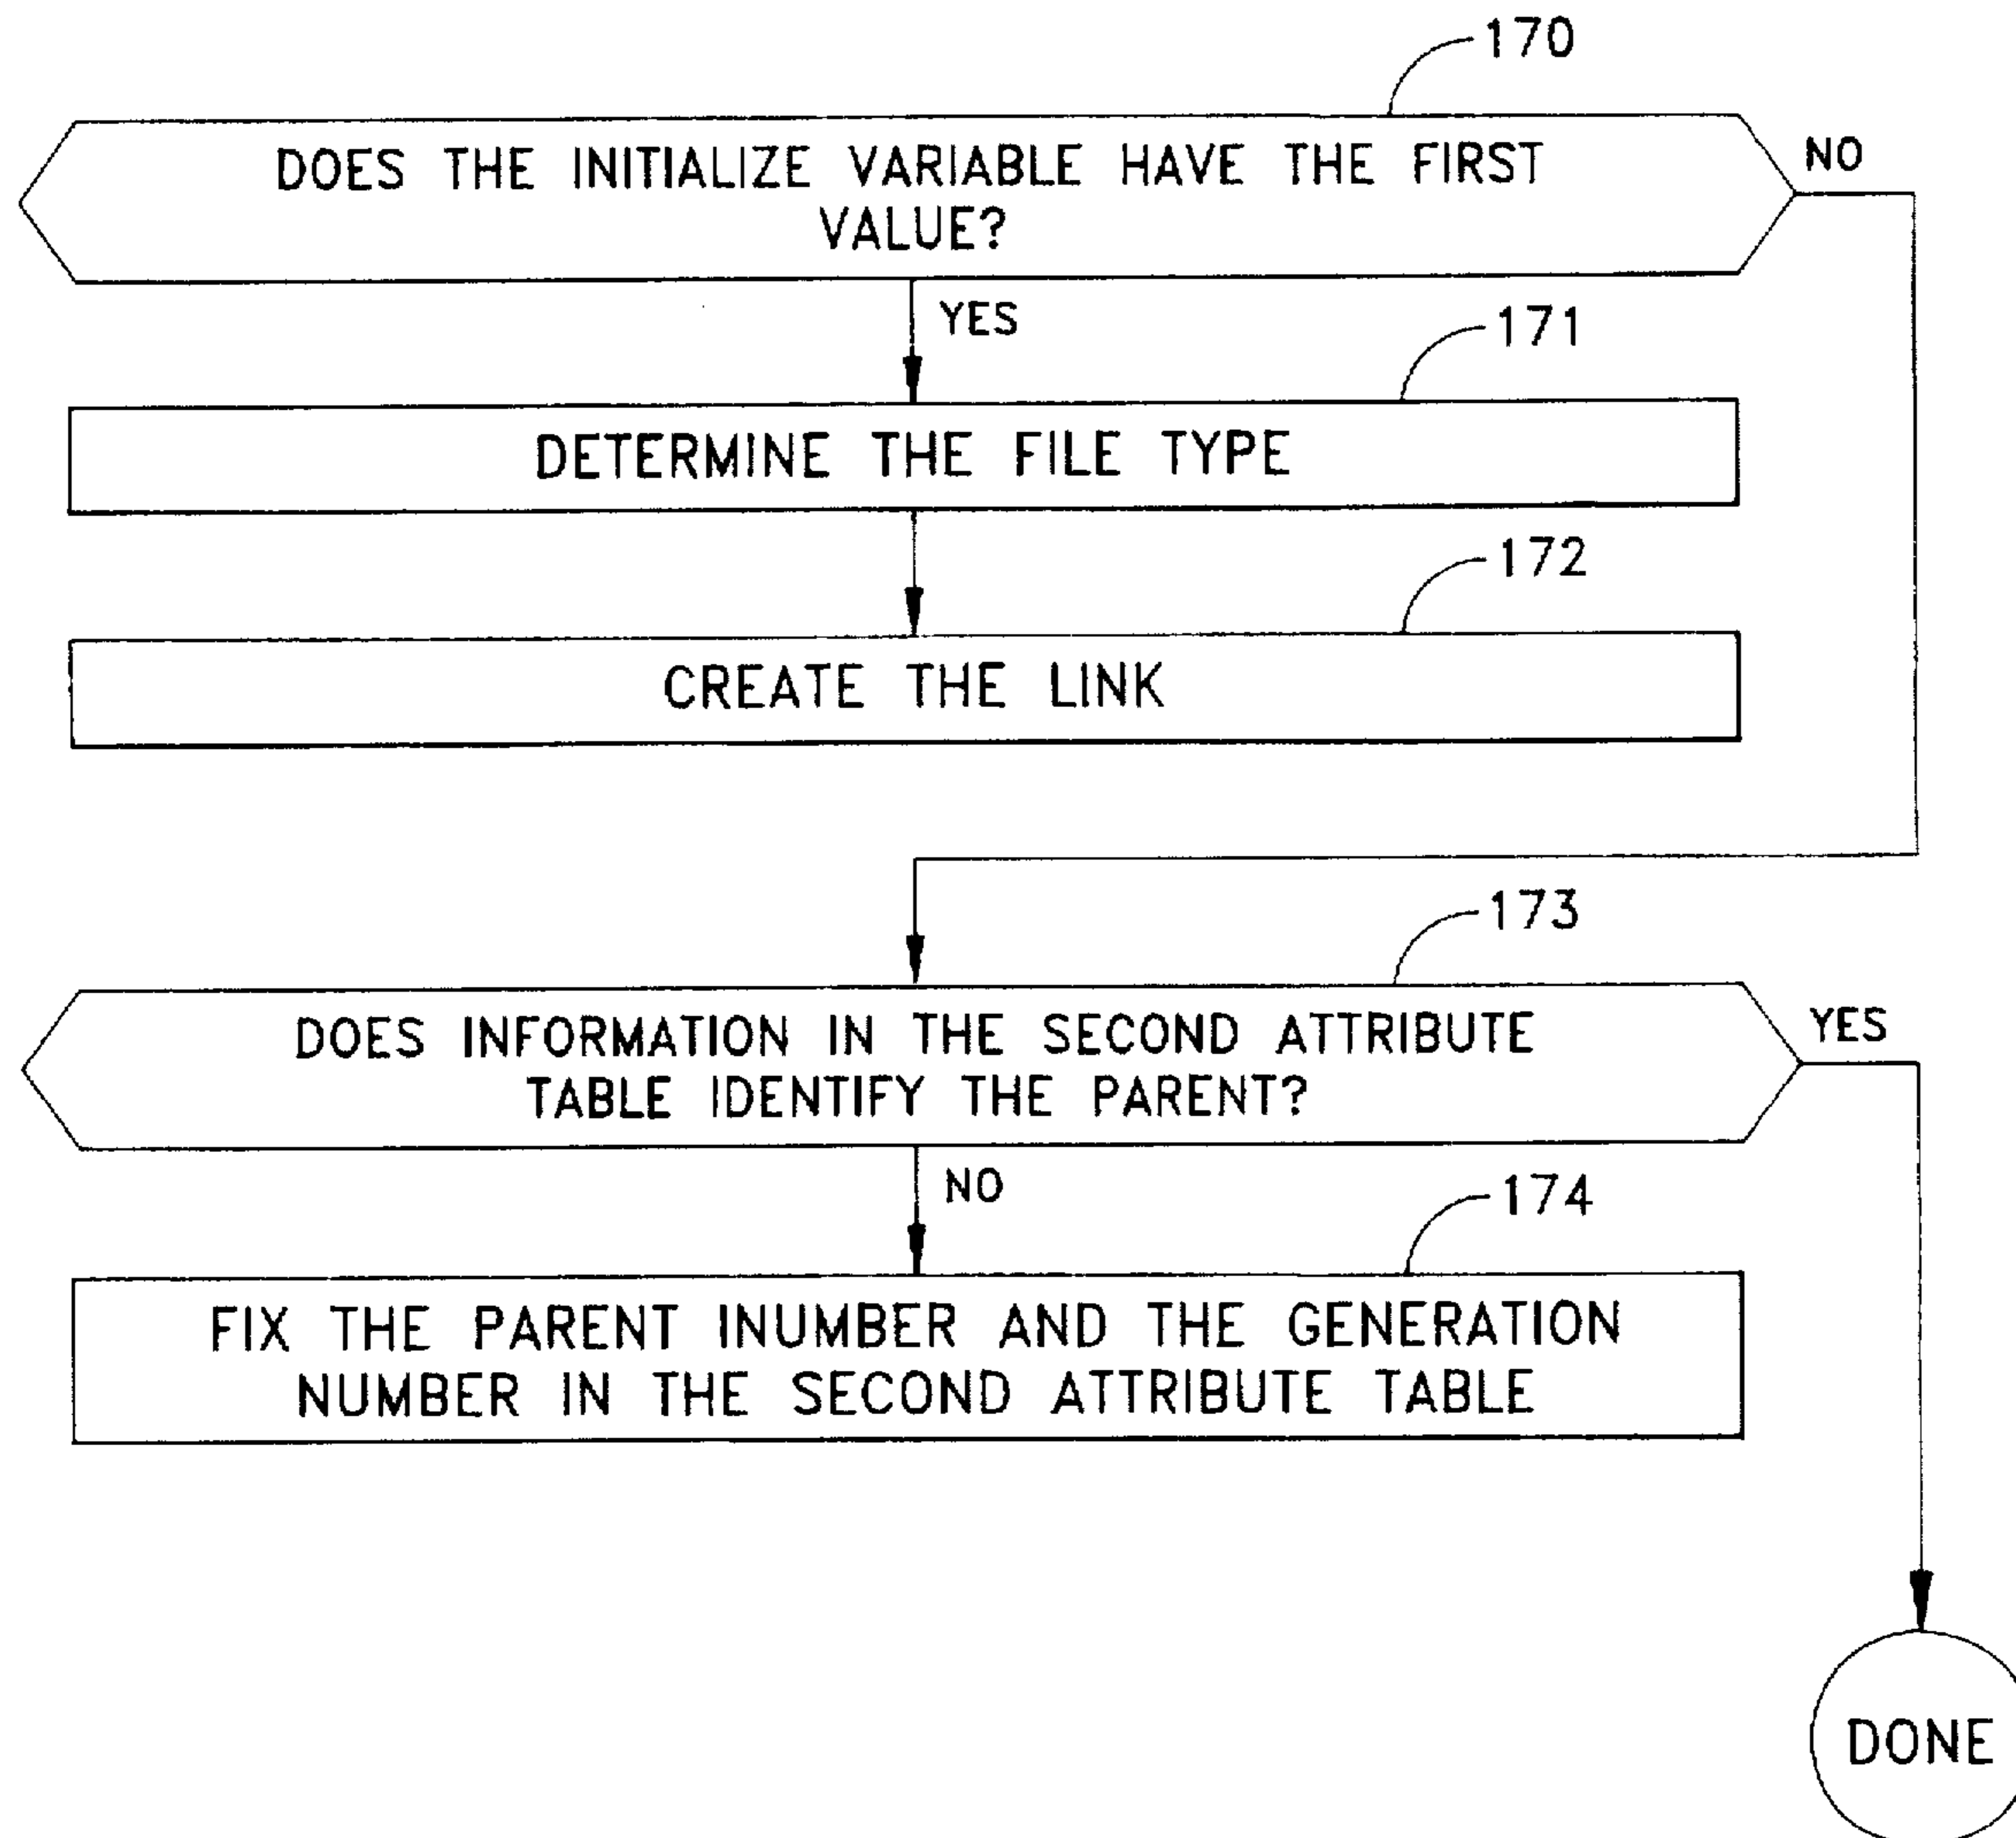 170
DOES THE INITIALIZE VARIABLE HAVE THE FIRST
VALUE?
NO
YES
171
DETERMINE THE FILE TYPE
172
CREATE THE LINK
173
DOES INFORMATION IN THE SECOND ATTRIBUTE
TABLE IDENTIFY THE PARENT?
YES
NO
174
FIX THE PARENT INUMBER AND THE GENERATION
NUMBER IN THE SECOND ATTRIBUTE TABLE
DONE